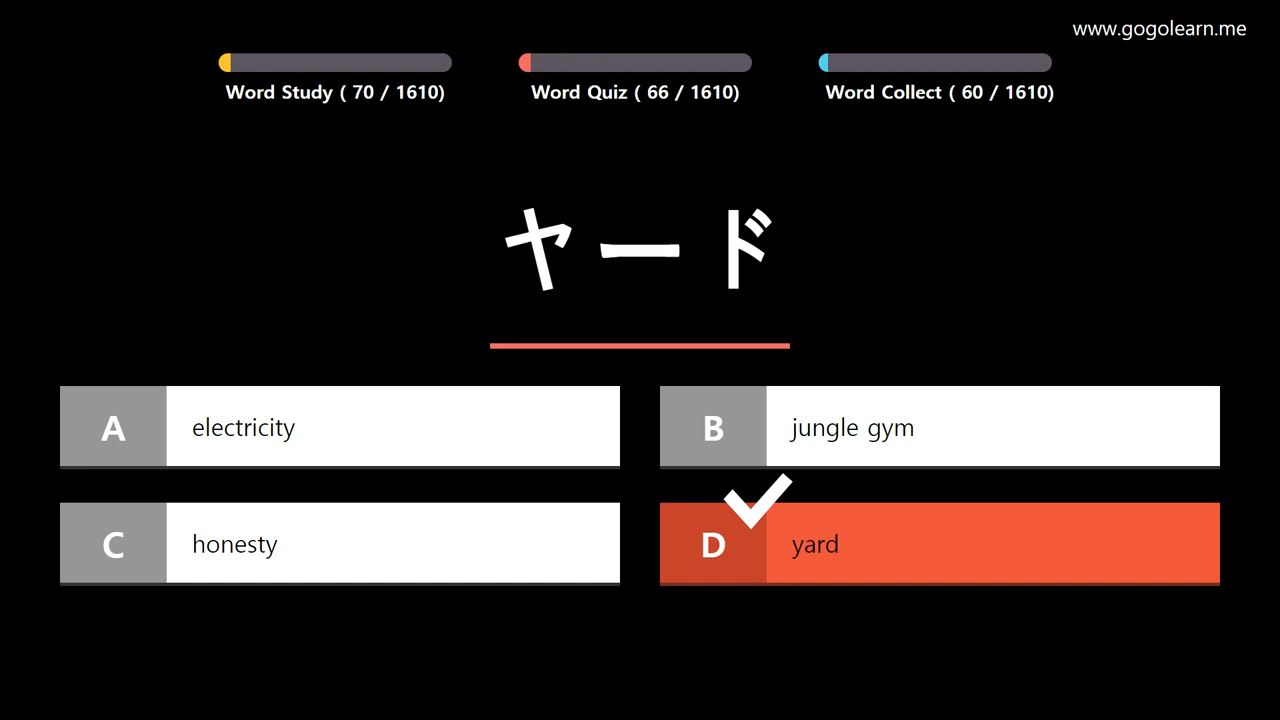 www.gogolearn.me
Word Study ( 70 / 1610)
Word Quiz ( 66 / 1610)
Word Collect ( 60 / 1610)
ヤード
A electricity
B jungle gym
C honesty
D yard